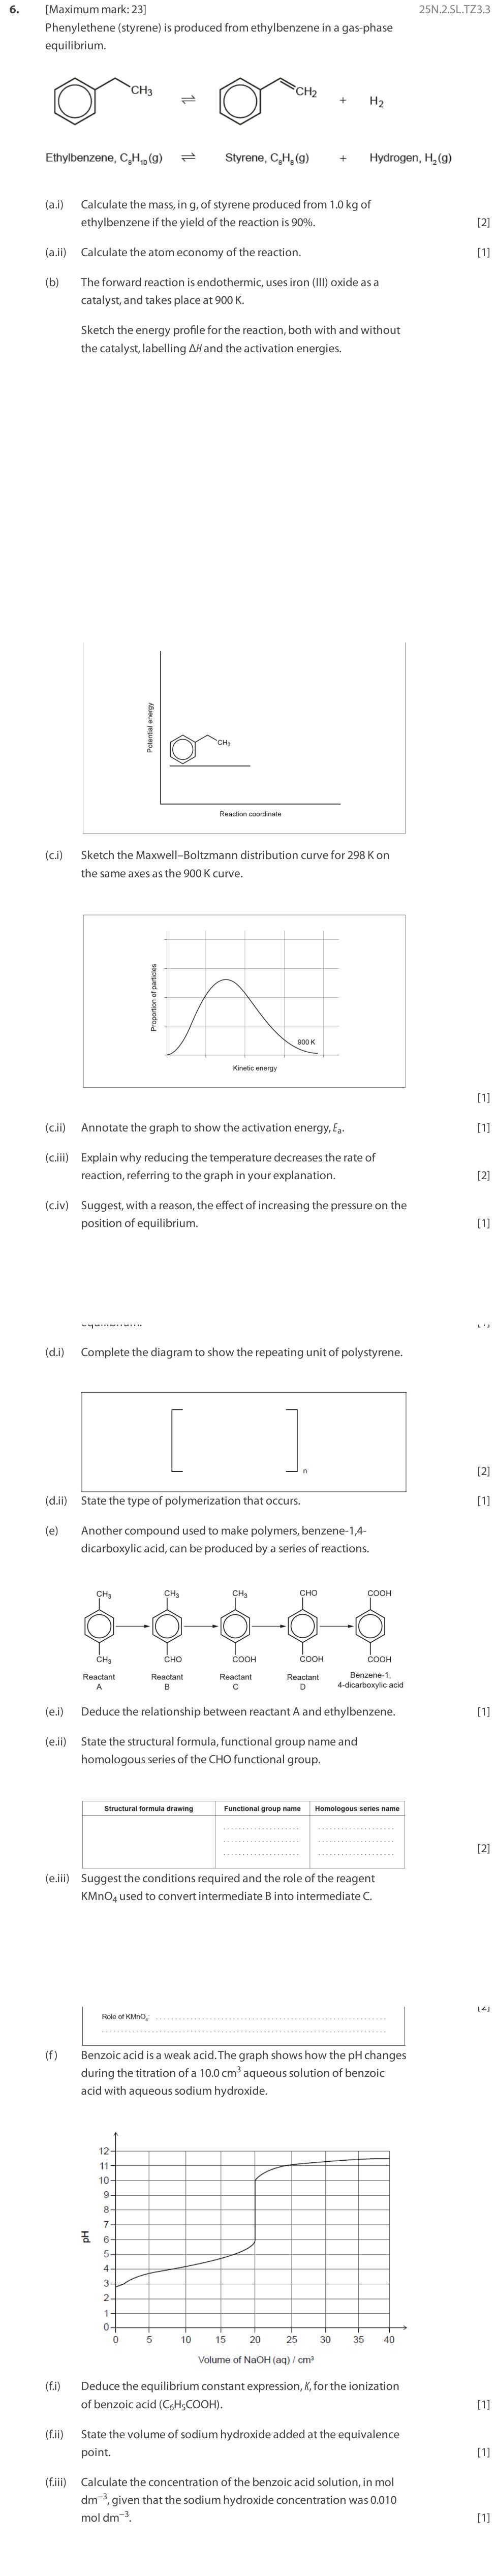 6. [Maximum mark: 23] 25N.2.SL.TZ3.3
Phenylethene (styrene) is produced from ethylbenzene in a gas-phase
equilibrium.
CH₃ ⇌ CH₂ + H₂
Ethylbenzene, C₈H₁₀(g) ⇌ Styrene, C₈H₈(g) + Hydrogen, H₂(g)
(a.i) Calculate the mass, in g, of styrene produced from 1.0 kg of
ethylbenzene if the yield of the reaction is 90%. [2]
(a.ii) Calculate the atom economy of the reaction. [1]
(b) The forward reaction is endothermic, uses iron (III) oxide as a
catalyst, and takes place at 900 K.
Sketch the energy profile for the reaction, both with and without
the catalyst, labelling ΔH and the activation energies.
Potential energy
CH₃
Reaction coordinate
(c.i) Sketch the Maxwell–Boltzmann distribution curve for 298 K on
the same axes as the 900 K curve.
Proportion of particles
900 K
Kinetic energy
[1]
(c.ii) Annotate the graph to show the activation energy, Eₐ. [1]
(c.iii) Explain why reducing the temperature decreases the rate of
reaction, referring to the graph in your explanation. [2]
(c.iv) Suggest, with a reason, the effect of increasing the pressure on the
position of equilibrium. [1]
(d.i) Complete the diagram to show the repeating unit of polystyrene.
n
[2]
(d.ii) State the type of polymerization that occurs. [1]
(e) Another compound used to make polymers, benzene-1,4-
dicarboxylic acid, can be produced by a series of reactions.
CH₃ CH₃ CH₃ CHO COOH
CH₃ CHO COOH COOH COOH
Reactant Reactant Reactant Reactant Benzene-1,
A B C D 4-dicarboxylic acid
(e.i) Deduce the relationship between reactant A and ethylbenzene. [1]
(e.ii) State the structural formula, functional group name and
homologous series of the CHO functional group.
Structural formula drawing Functional group name Homologous series name
[2]
(e.iii) Suggest the conditions required and the role of the reagent
KMnO₄ used to convert intermediate B into intermediate C.
Role of KMnO₄:
(f) Benzoic acid is a weak acid. The graph shows how the pH changes
during the titration of a 10.0 cm³ aqueous solution of benzoic
acid with aqueous sodium hydroxide.
12
11
10
9
8
7
6
5
4
3
2
1
0
pH
0 5 10 15 20 25 30 35 40
Volume of NaOH (aq) / cm³
(f.i) Deduce the equilibrium constant expression, K, for the ionization
of benzoic acid (C₆H₅COOH). [1]
(f.ii) State the volume of sodium hydroxide added at the equivalence
point. [1]
(f.iii) Calculate the concentration of the benzoic acid solution, in mol
dm⁻³, given that the sodium hydroxide concentration was 0.010
mol dm⁻³. [1]